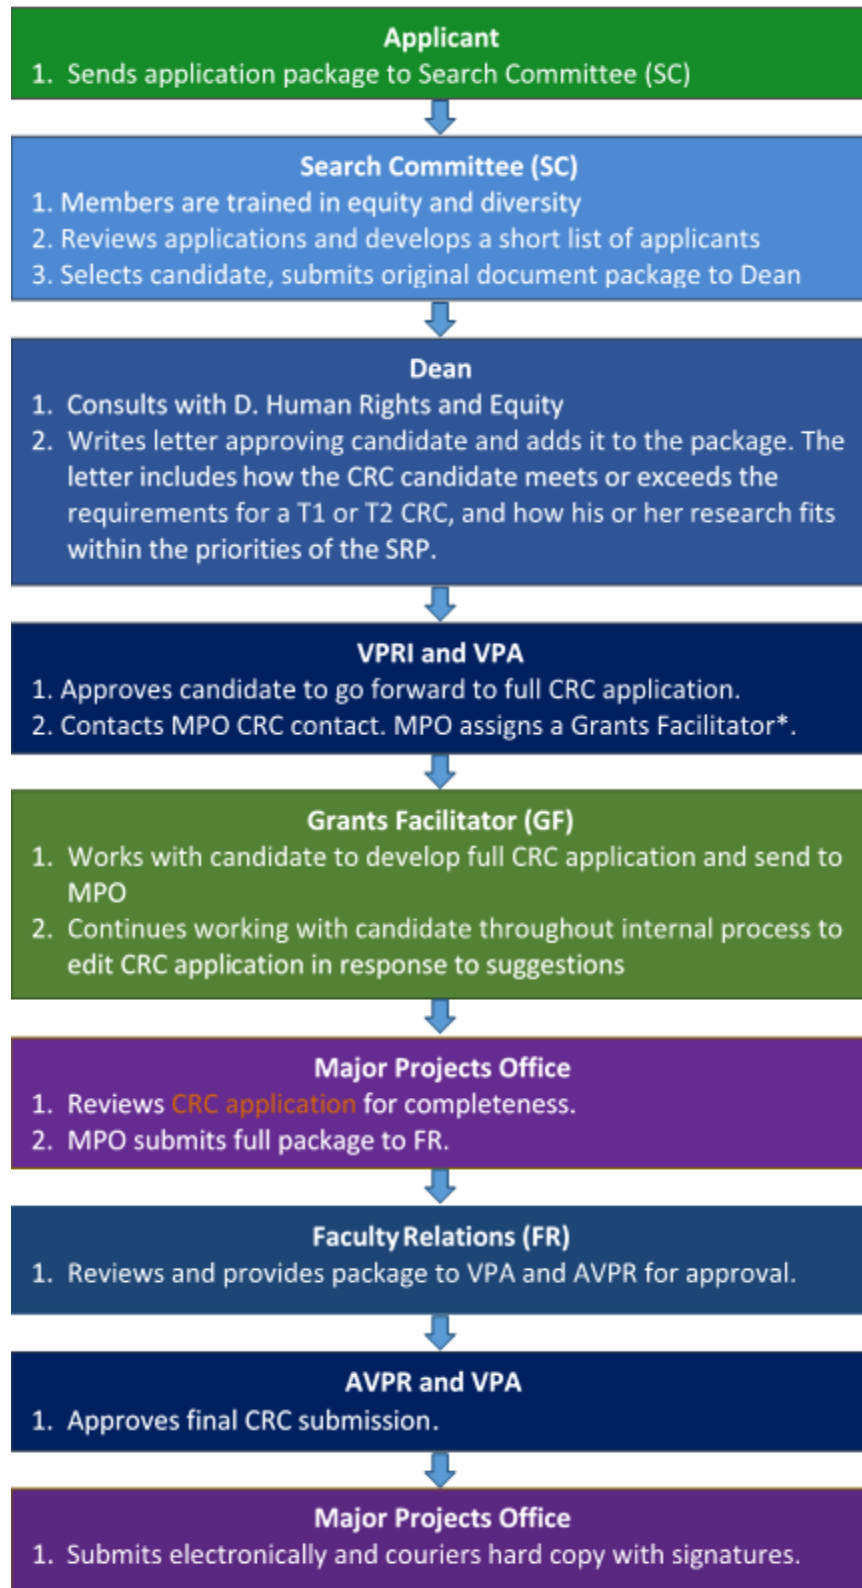 Applicant
1. Sends application package to Search Committee (SC)
Search Committee (SC)
1. Members are trained in equity and diversity
2. Reviews applications and develops a short list of applicants
3. Selects candidate, submits original document package to Dean
Dean
1. Consults with D. Human Rights and Equity
2. Writes letter approving candidate and adds it to the package. The
letter includes how the CRC candidate meets or exceeds the
requirements for a T1 or T2 CRC, and how his or her research fits
within the priorities of the SRP.
VPRI and VPA
1. Approves candidate to go forward to full CRC application.
2. Contacts MPO CRC contact. MPO assigns a Grants Facilitator*.
Grants Facilitator (GF)
1. Works with candidate to develop full CRC application and send to
MPO
2. Continues working with candidate throughout internal process to
edit CRC application in response to suggestions
Major Projects Office
1. Reviews CRC application for completeness.
2. MPO submits full package to FR.
Faculty Relations (FR)
1. Reviews and provides package to VPA and AVPR for approval.
AVPR and VPA
1. Approves final CRC submission.
Major Projects Office
1. Submits electronically and couriers hard copy with signatures.